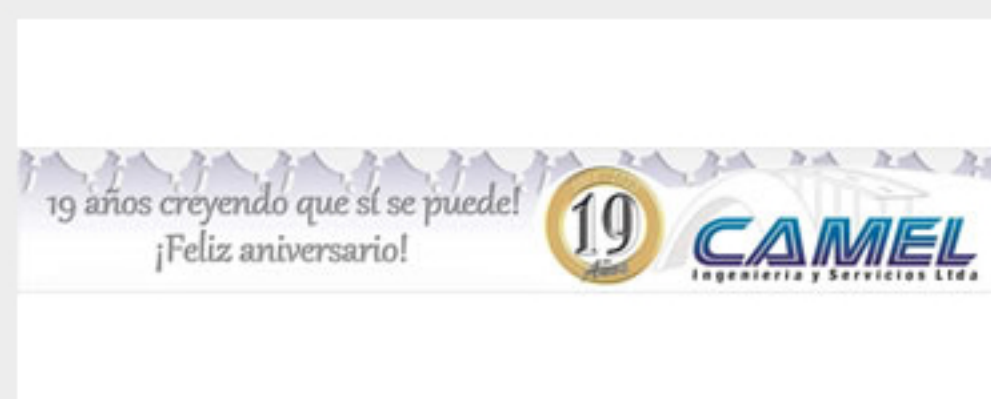 19 años creyendo que sí se puede!
¡Feliz aniversario!
19
Años
CAMEL
Ingeniería y Servicios Ltda